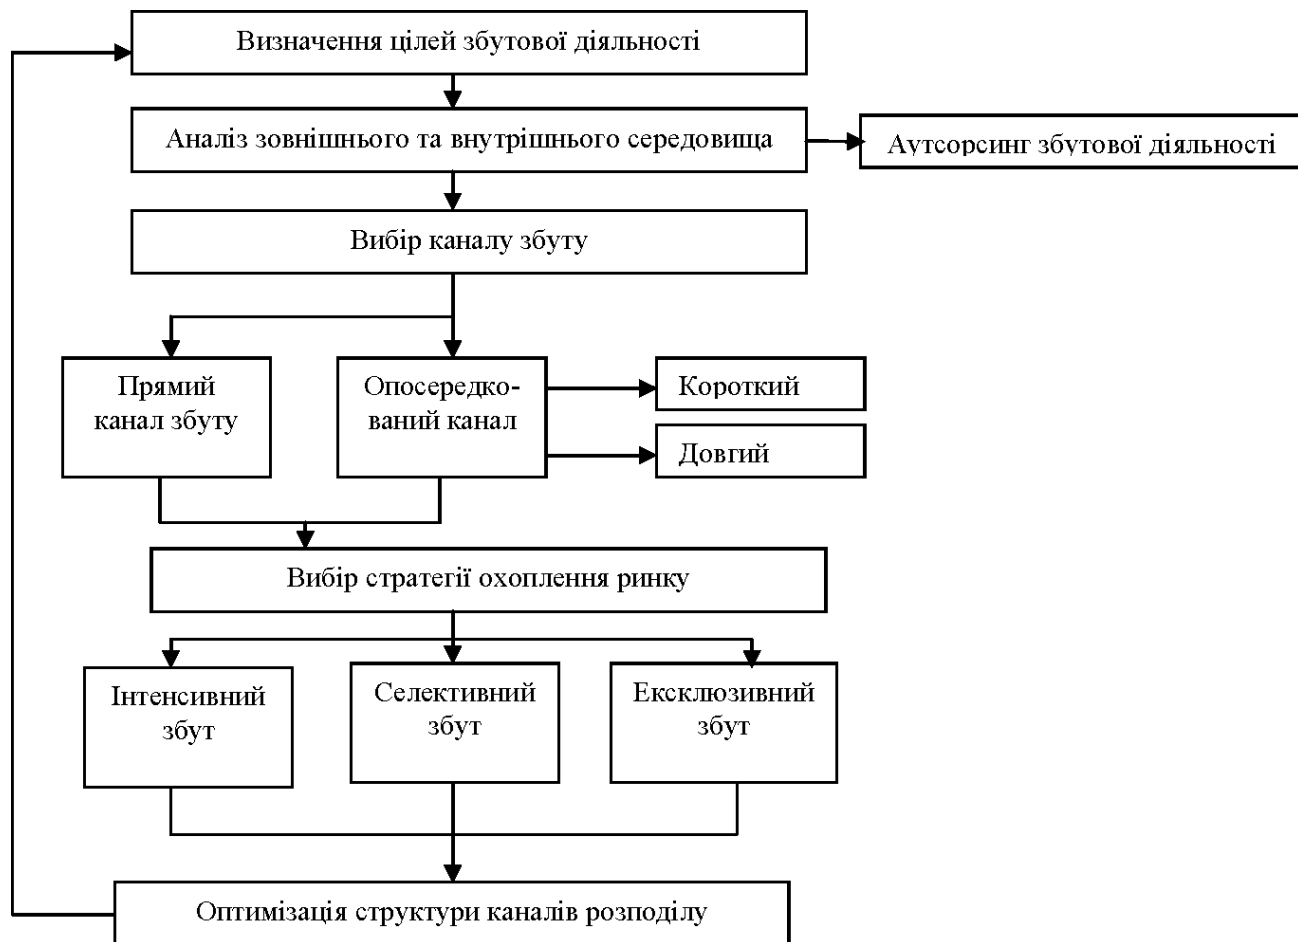 Визначення цілей збутової діяльності
Аналіз зовнішнього та внутрішнього середовища
Аутсорсинг збутової діяльності
Вибір каналу збуту
Прямий
канал збуту
Опосередко-
ваний канал
Короткий
Довгий
Вибір стратегії охоплення ринку
Інтенсивний
збут
Селективний
збут
Ексклюзивний
збут
Оптимізація структури каналів розподілу